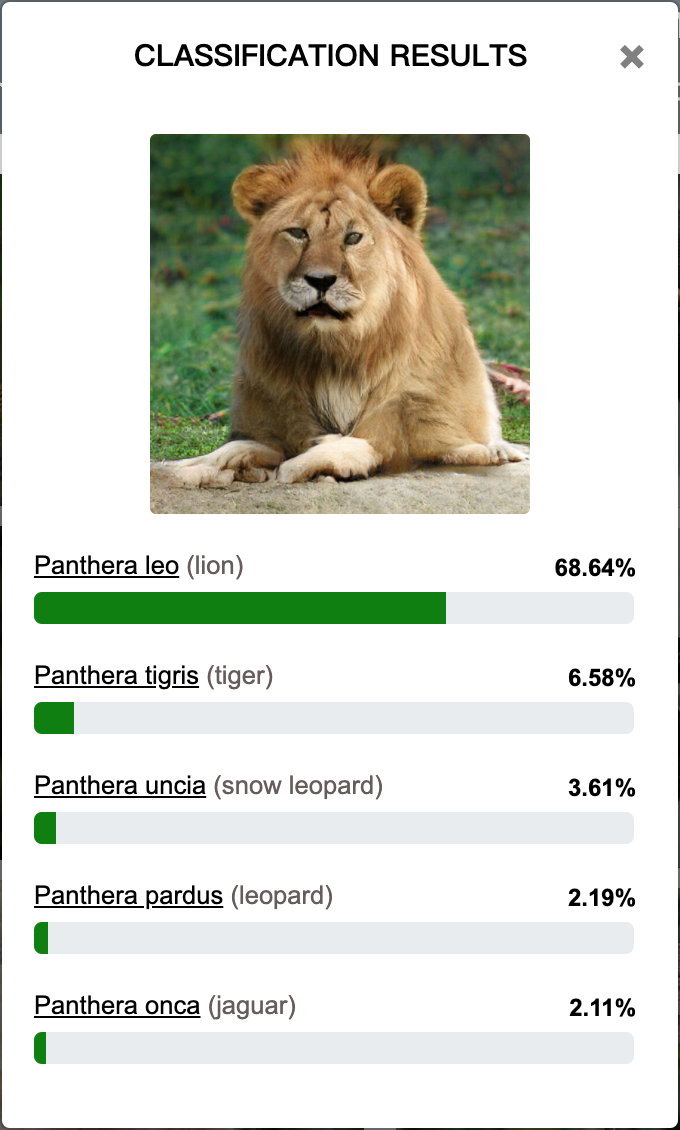 CLASSIFICATION RESULTS
Panthera leo (lion) 68.64%
Panthera tigris (tiger) 6.58%
Panthera uncia (snow leopard) 3.61%
Panthera pardus (leopard) 2.19%
Panthera onca (jaguar) 2.11%